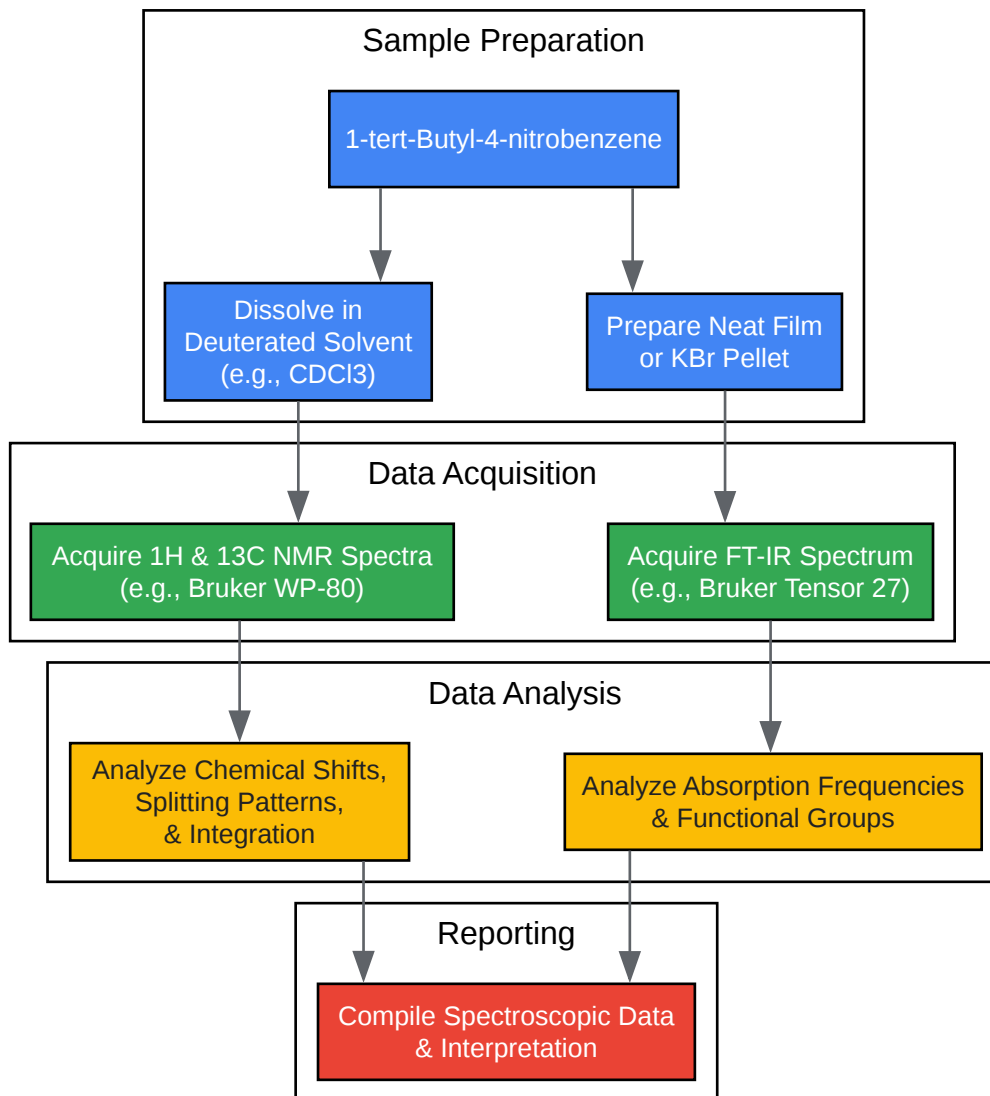 Sample Preparation
1-tert-Butyl-4-nitrobenzene
Dissolve in
Deuterated Solvent
(e.g., CDCl3)
Prepare Neat Film
or KBr Pellet
Data Acquisition
Acquire 1H & 13C NMR Spectra
(e.g., Bruker WP-80)
Acquire FT-IR Spectrum
(e.g., Bruker Tensor 27)
Data Analysis
Analyze Chemical Shifts,
Splitting Patterns,
& Integration
Analyze Absorption Frequencies
& Functional Groups
Reporting
Compile Spectroscopic Data
& Interpretation